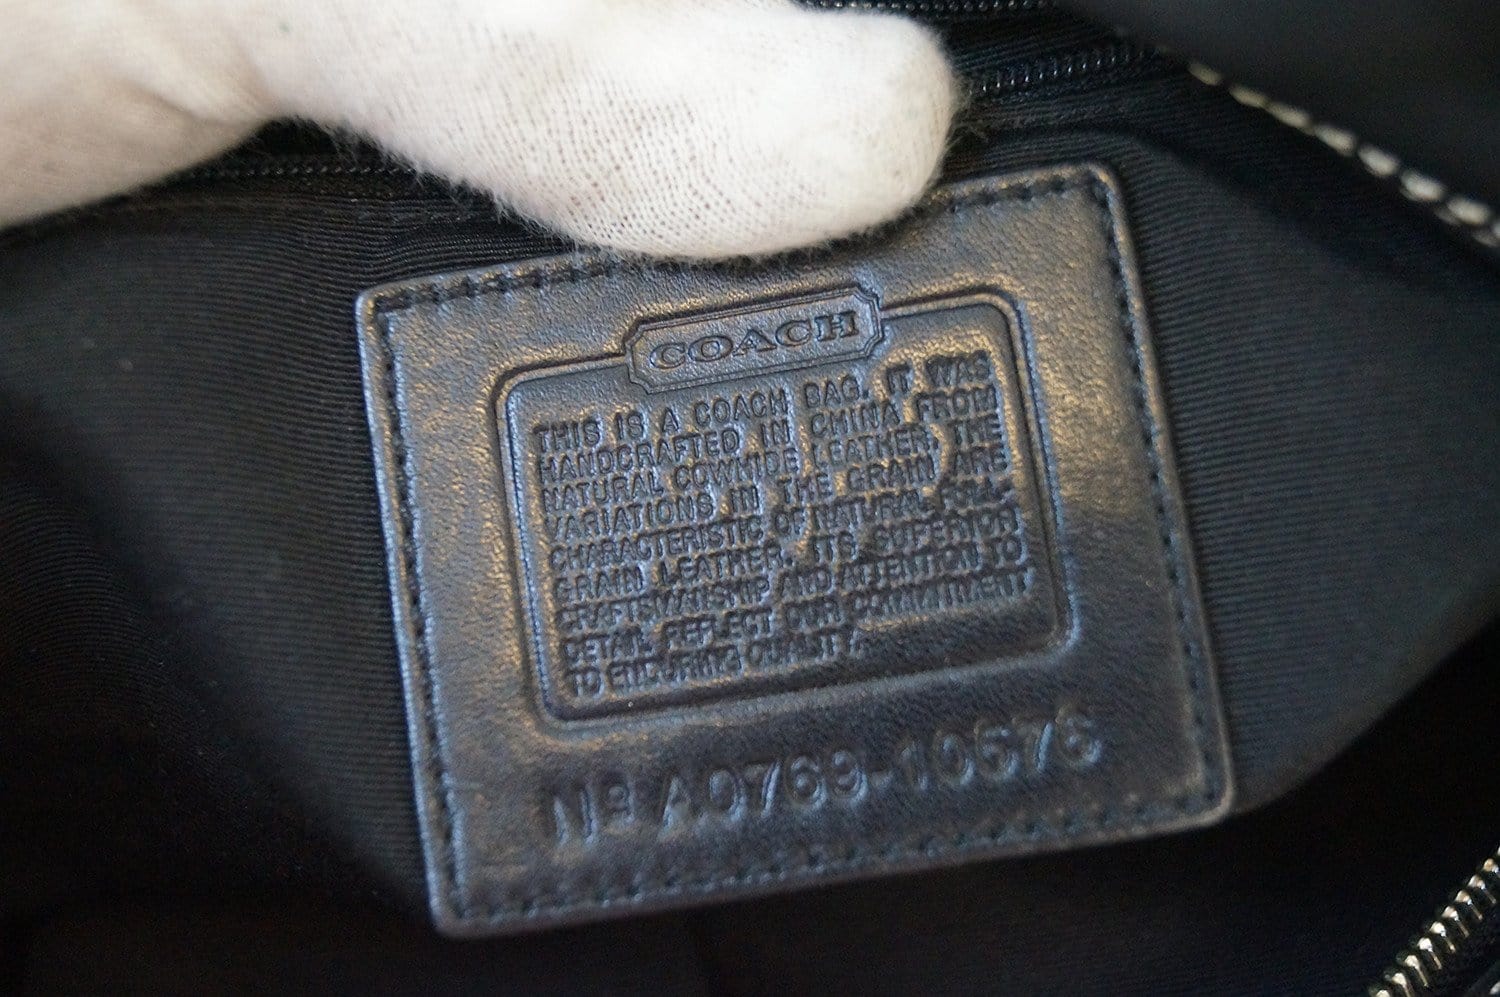 COACH
THIS IS A COACH BAG. IT WAS
HANDCRAFTED IN CHINA FROM
NATURAL COWHIDE LEATHER. THE
VARIATIONS IN THE GRAIN ARE
CHARACTERISTIC OF NATURAL FULL-
GRAIN LEATHER. ITS SUPERIOR
CRAFTSMANSHIP AND ATTENTION TO
DETAIL REFLECT OUR COMMITMENT
TO ENDURING QUALITY.
Nº A0769-10676